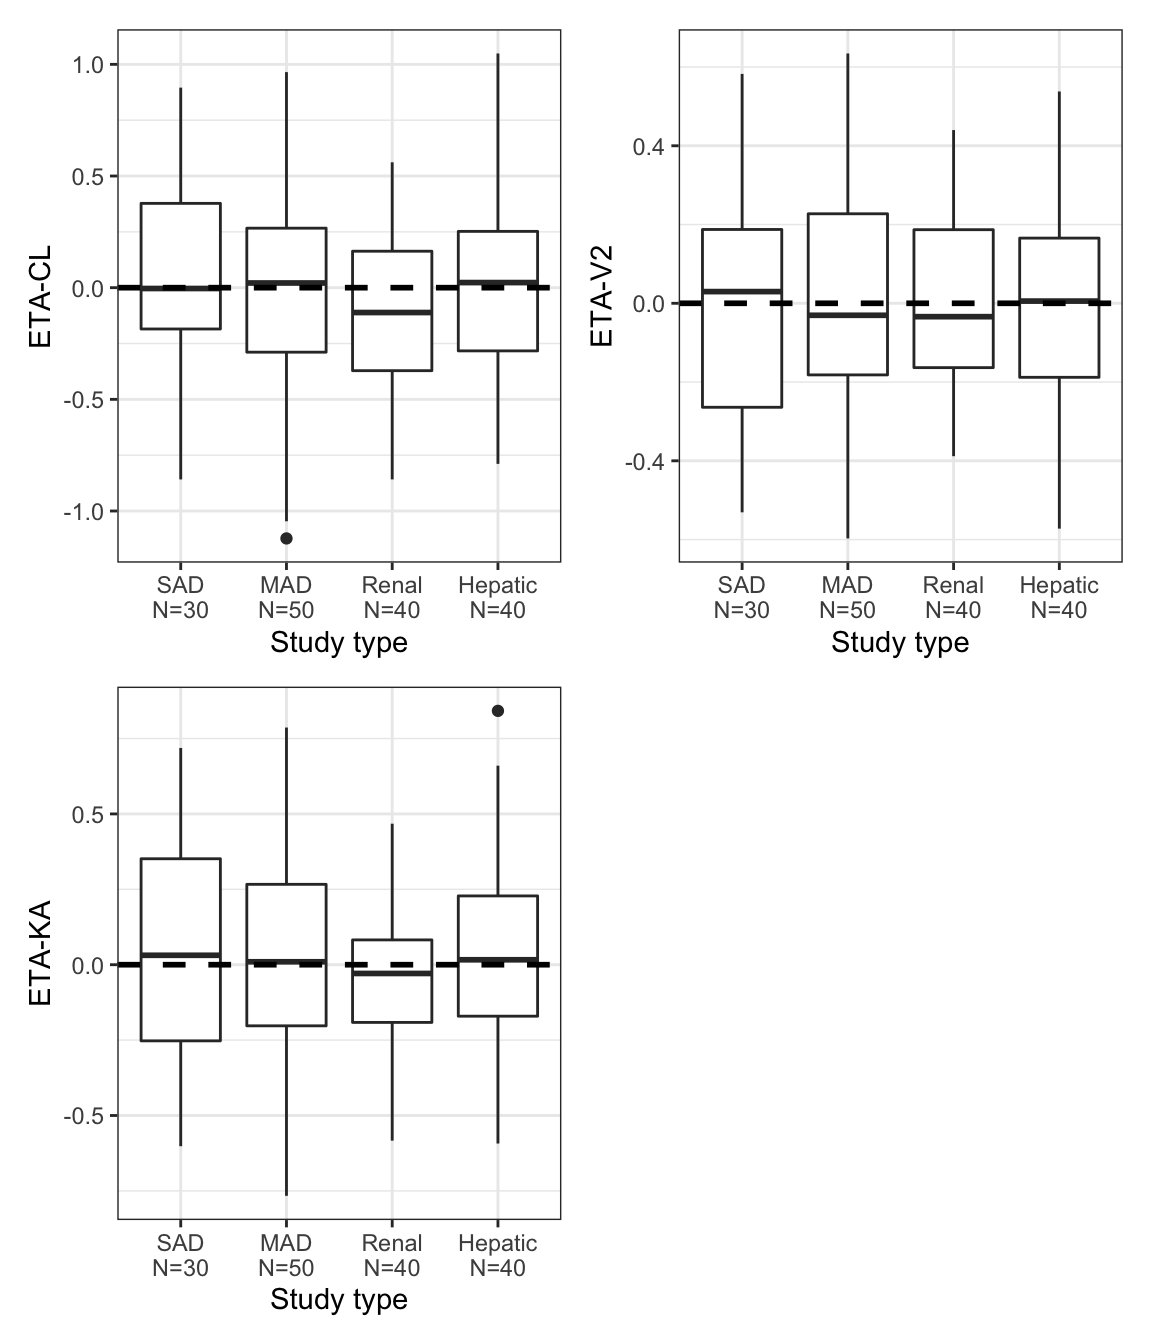 ETA-CL
1.0
0.5
0.0
-0.5
-1.0
SAD MAD Renal Hepatic
N=30 N=50 N=40 N=40
Study type
ETA-V2
0.4
0.0
-0.4
SAD MAD Renal Hepatic
N=30 N=50 N=40 N=40
Study type
ETA-KA
0.5
0.0
-0.5
SAD MAD Renal Hepatic
N=30 N=50 N=40 N=40
Study type